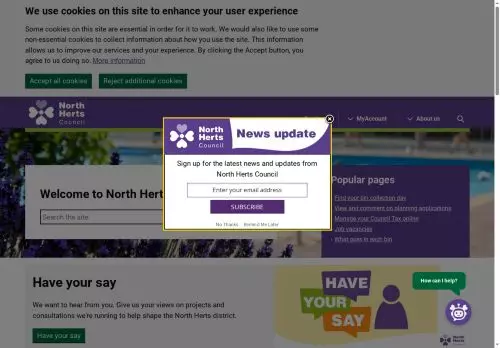 We use cookies on this site to enhance your user experience
Some cookies on this site are essential in order for it to work. We would also like to use some
non-essential cookies to collect information about how you use the site. This information
allows us to improve our services and your experience. By clicking the Accept button, you
agree to us doing so. More information
Accept all cookies
Reject additional cookies
North
Herts
Council
MyAccount
About us
North
Herts
Council
News update
Sign up for the latest news and updates from
North Herts Council
Enter your email address
SUBSCRIBE
No Thanks
Remind Me Later
Welcome to North Hert
Search the site
Popular pages
Find your bin collection day
View and comment on planning applications
Manage your Council Tax online
Job vacancies
What goes in each bin
Have your say
We want to hear from you. Give us your views on projects and
consultations we're running to help shape the North Herts district.
Have your say
HAVE
YOUR
SAY
How can I help?
North
Herts
Council